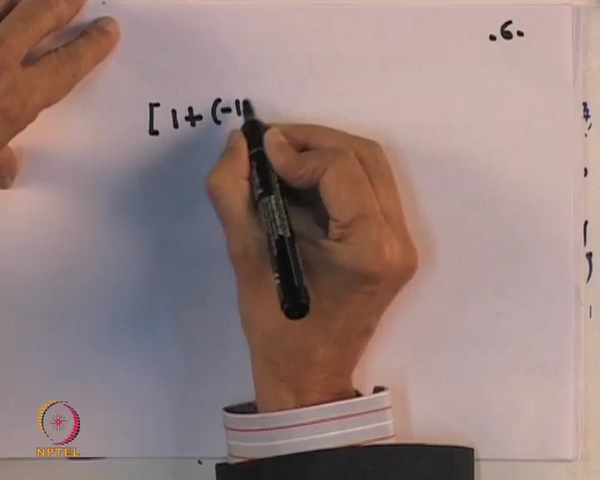 .6.
[ 1 + (-1
NPTEL